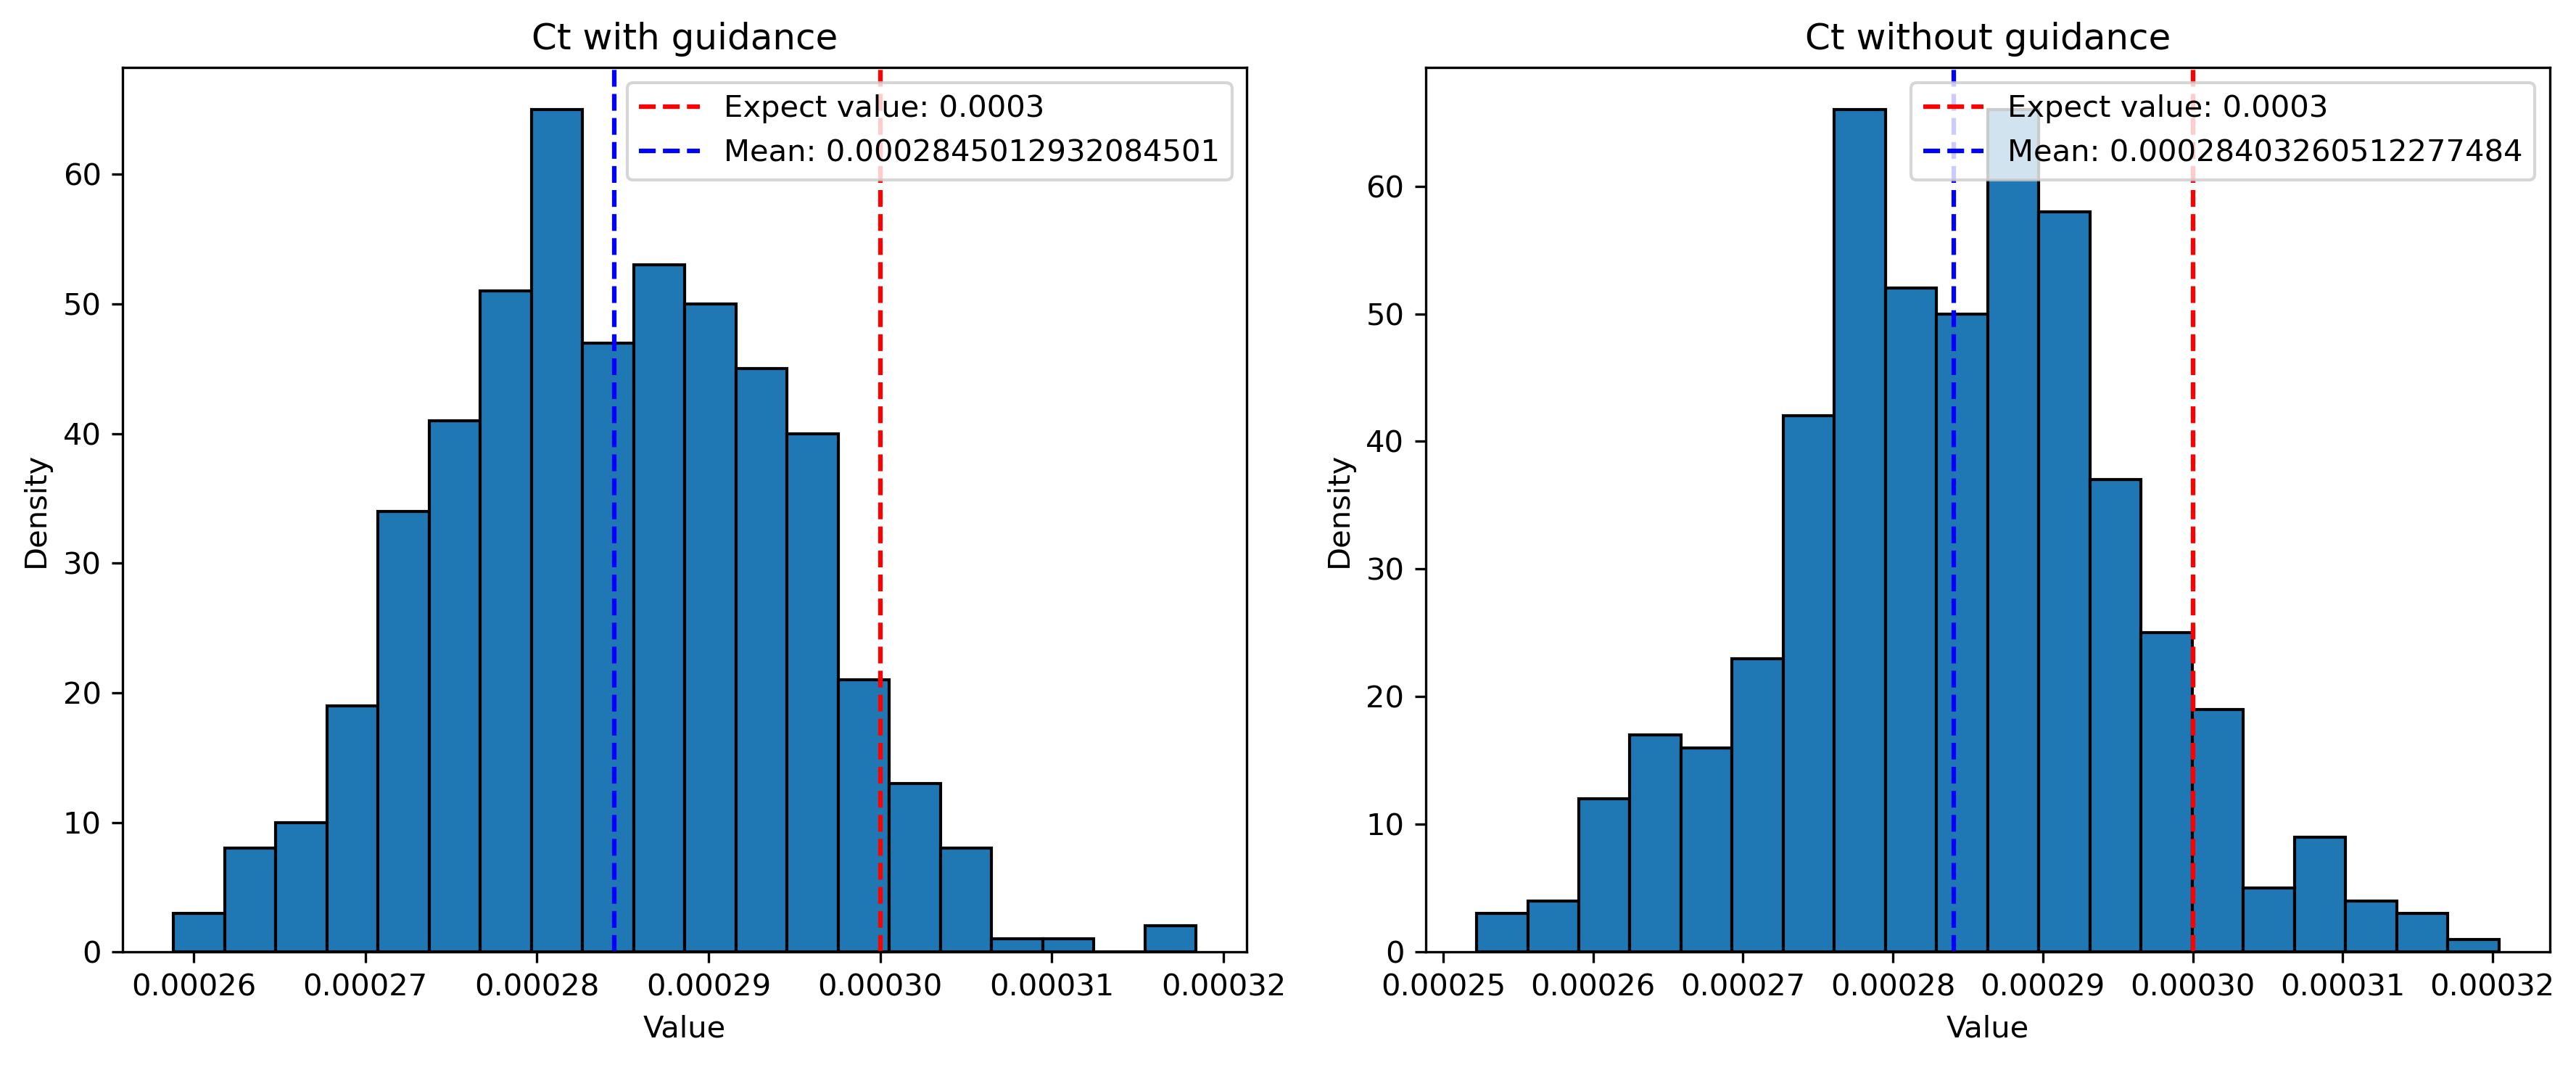 Ct with guidance
Expect value: 0.0003
Mean: 0.0002845012932084501
Density
60
50
40
30
20
10
0
0.00026 0.00027 0.00028 0.00029 0.00030 0.00031 0.00032
Value
Ct without guidance
Expect value: 0.0003
Mean: 0.00028403260512277484
Density
60
50
40
30
20
10
0
0.00025 0.00026 0.00027 0.00028 0.00029 0.00030 0.00031 0.00032
Value